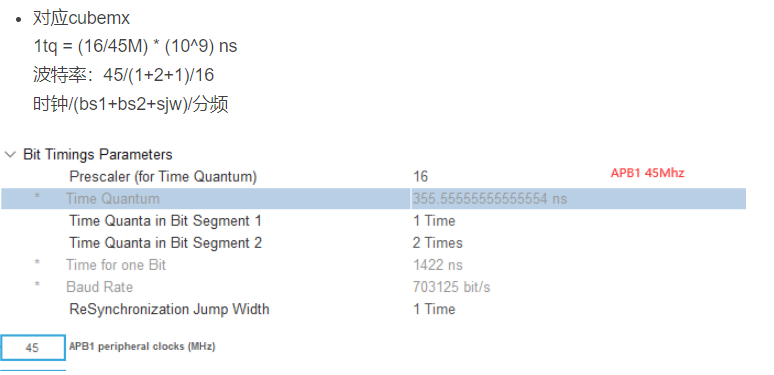 对应cubemx
1tq = (16/45M) * (10^9) ns
波特率：45/(1+2+1)/16
时钟/(bs1+bs2+sjw)/分频
Bit Timings Parameters
Prescaler (for Time Quantum) 16 APB1 45Mhz
* Time Quantum 355.55555555555554 ns
Time Quanta in Bit Segment 1 1 Time
Time Quanta in Bit Segment 2 2 Times
* Time for one Bit 1422 ns
* Baud Rate 703125 bit/s
ReSynchronization Jump Width 1 Time
45 APB1 peripheral clocks (MHz)